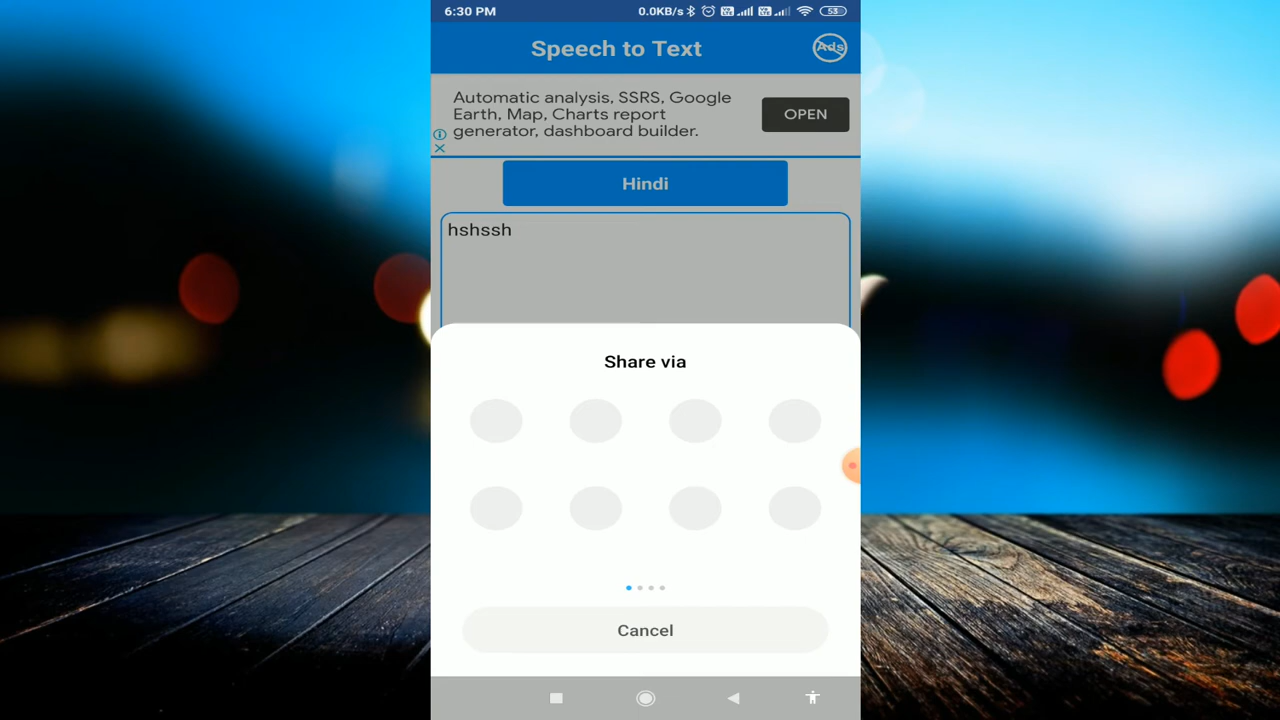 6:30 PM
0.0KB/s
53
Speech to Text
Ads
Automatic analysis, SSRS, Google
Earth, Map, Charts report
generator, dashboard builder.
OPEN
Hindi
hshssh
Share via
Cancel